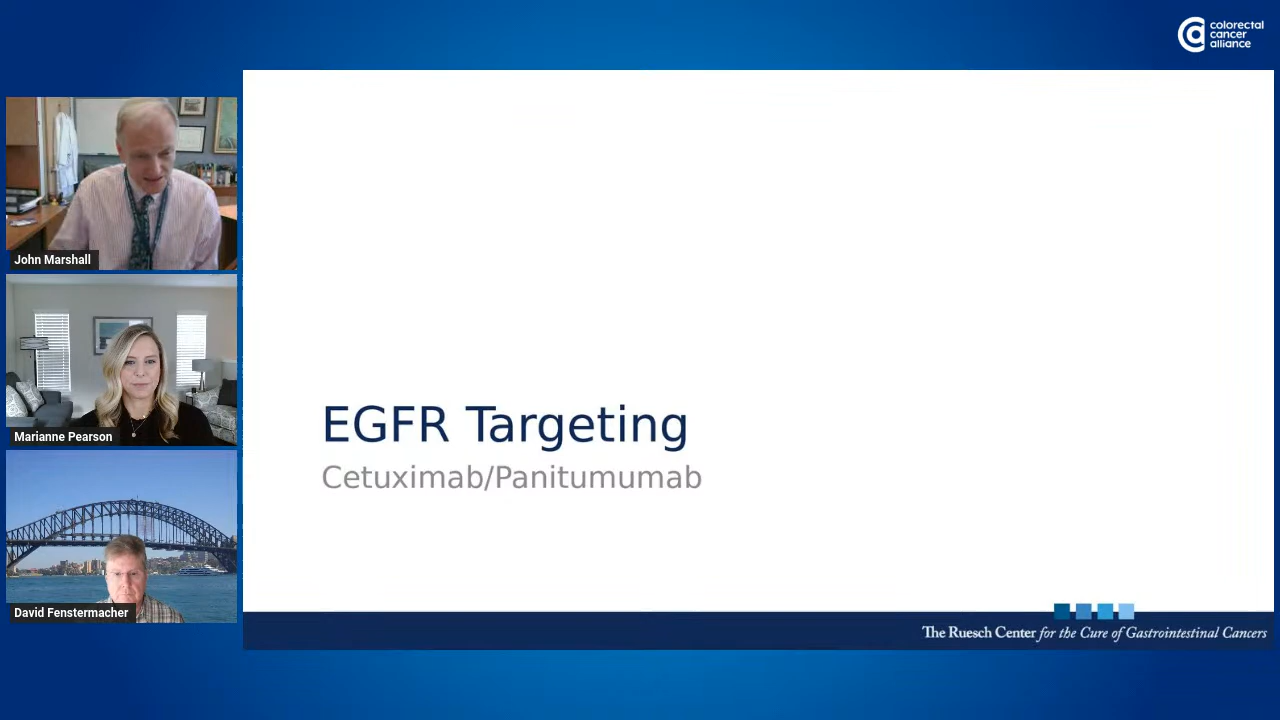 colorectal
cancer
alliance
John Marshall
Marianne Pearson
David Fenstermacher
EGFR Targeting
Cetuximab/Panitumumab
The Ruesch Center for the Cure of Gastrointestinal Cancers